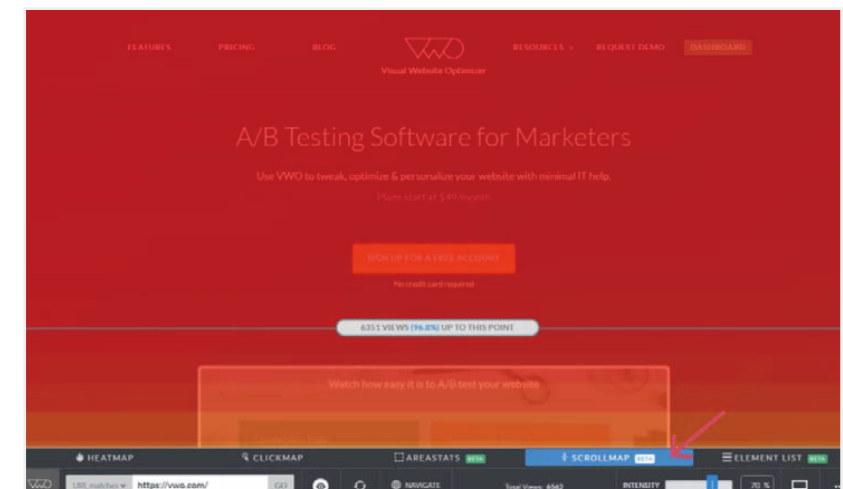 FEATURES PRICING BLOG VWO RESOURCES REQUEST DEMO DASHBOARD
Visual Website Optimizer
A/B Testing Software for Marketers
Use VWO to tweak, optimize & personalize your website with minimal IT help.
Plans start at $49/month
SIGN UP FOR A FREE ACCOUNT
No credit card required
6351 VIEWS (96.8%) UP TO THIS POINT
Watch how easy it is to A/B test your website
HEATMAP CLICKMAP AREASTATS BETA SCROLLMAP BETA ELEMENT LIST BETA
VWO URL matches https://vwo.com/ GO NAVIGATE Total Views: 6562 INTENSITY 70 %